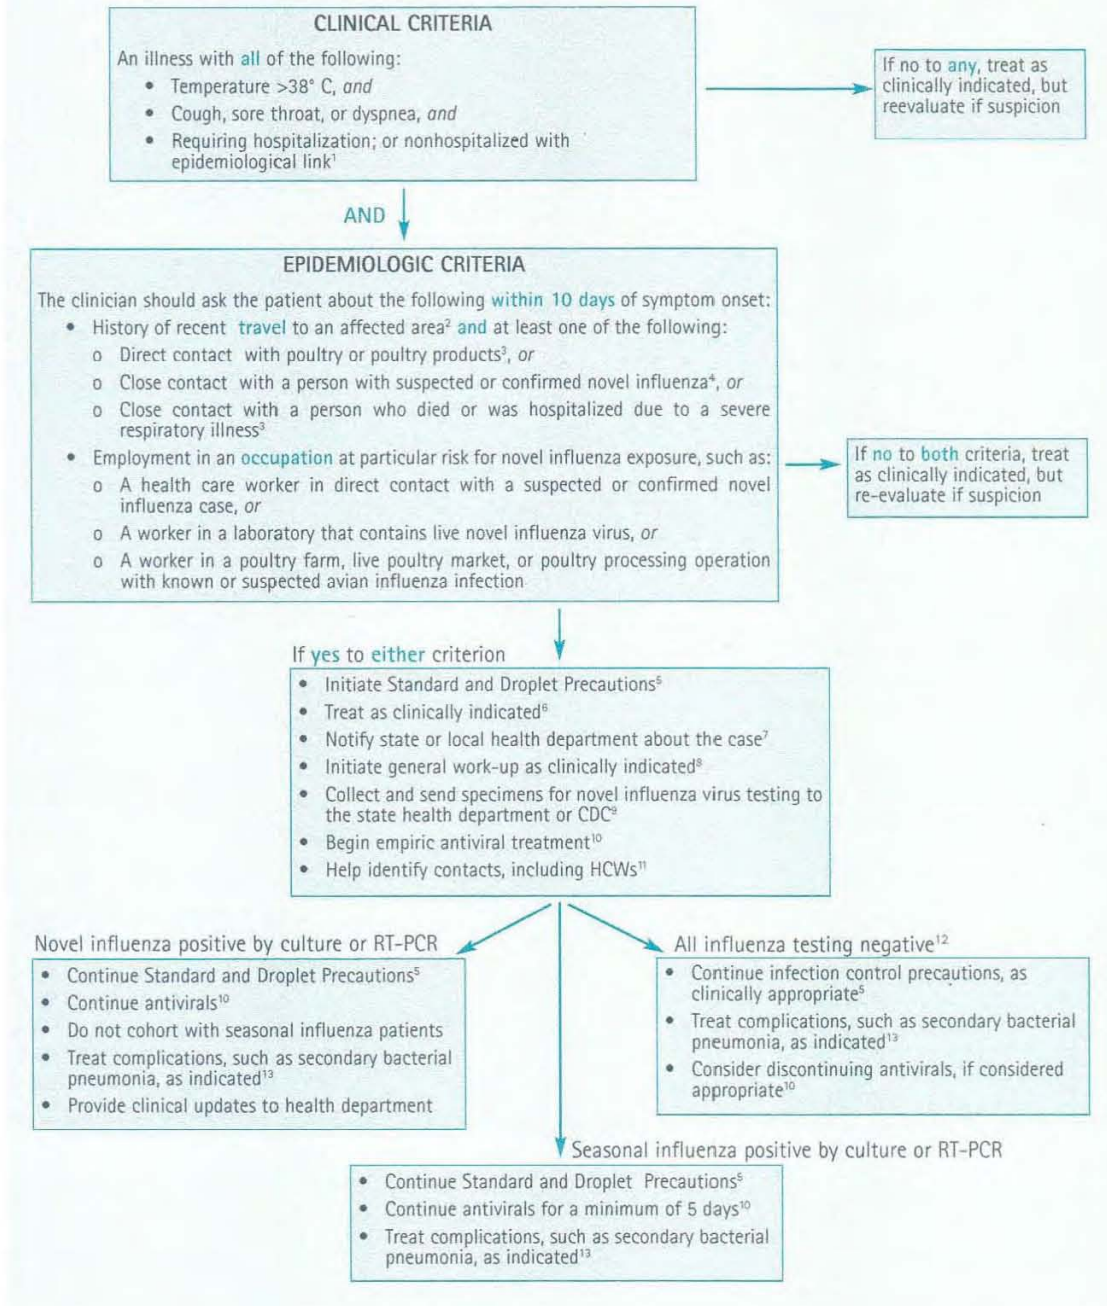 CLINICAL CRITERIA
An illness with all of the following:
• Temperature >38° C, and
• Cough, sore throat, or dyspnea, and
• Requiring hospitalization; or nonhospitalized with
epidemiological link¹
If no to any, treat as
clinically indicated, but
reevaluate if suspicion
AND
EPIDEMIOLOGIC CRITERIA
The clinician should ask the patient about the following within 10 days of symptom onset:
• History of recent travel to an affected area² and at least one of the following:
o Direct contact with poultry or poultry products³, or
o Close contact with a person with suspected or confirmed novel influenza⁴, or
o Close contact with a person who died or was hospitalized due to a severe
respiratory illness³
• Employment in an occupation at particular risk for novel influenza exposure, such as:
o A health care worker in direct contact with a suspected or confirmed novel
influenza case, or
o A worker in a laboratory that contains live novel influenza virus, or
o A worker in a poultry farm, live poultry market, or poultry processing operation
with known or suspected avian influenza infection
If no to both criteria, treat
as clinically indicated, but
re-evaluate if suspicion
If yes to either criterion
• Initiate Standard and Droplet Precautions⁵
• Treat as clinically indicated⁶
• Notify state or local health department about the case⁷
• Initiate general work-up as clinically indicated⁸
• Collect and send specimens for novel influenza virus testing to
the state health department or CDC⁹
• Begin empiric antiviral treatment¹⁰
• Help identify contacts, including HCWs¹¹
Novel influenza positive by culture or RT-PCR
• Continue Standard and Droplet Precautions⁵
• Continue antivirals¹⁰
• Do not cohort with seasonal influenza patients
• Treat complications, such as secondary bacterial
pneumonia, as indicated¹³
• Provide clinical updates to health department
All influenza testing negative¹²
• Continue infection control precautions, as
clinically appropriate⁵
• Treat complications, such as secondary bacterial
pneumonia, as indicated¹³
• Consider discontinuing antivirals, if considered
appropriate¹⁰
Seasonal influenza positive by culture or RT-PCR
• Continue Standard and Droplet Precautions⁵
• Continue antivirals for a minimum of 5 days¹⁰
• Treat complications, such as secondary bacterial
pneumonia, as indicated¹³